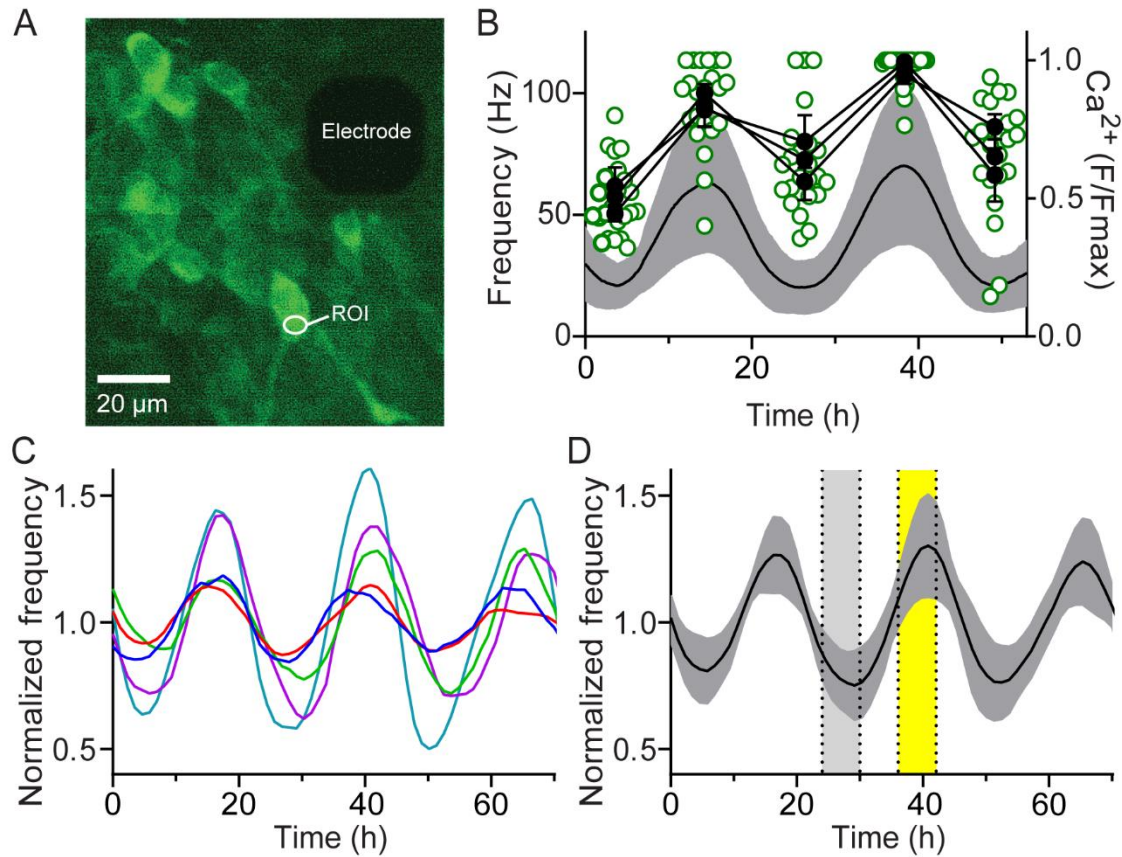 A
Electrode
ROI
20 µm
B
Frequency (Hz)
100
50
0
1.0
0.5
0.0
Ca²⁺ (F/Fmax)
0 20 40
Time (h)
C
Normalized frequency
1.5
1.0
0.5
0 20 40 60
Time (h)
D
Normalized frequency
1.5
1.0
0.5
0 20 40 60
Time (h)